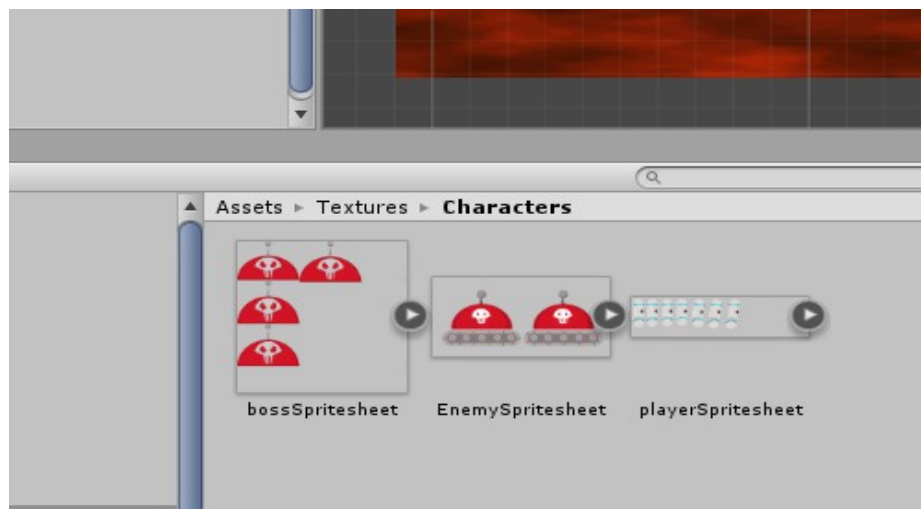 Assets ▸ Textures ▸ Characters
bossSpritesheet
EnemySpritesheet
playerSpritesheet